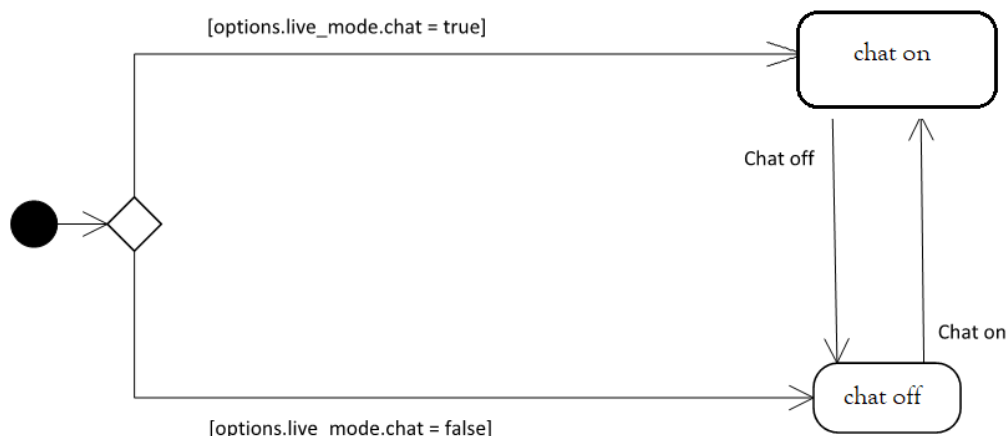 [options.live_mode.chat = true]
chat on
Chat off
Chat on
chat off
[options.live_mode.chat = false]